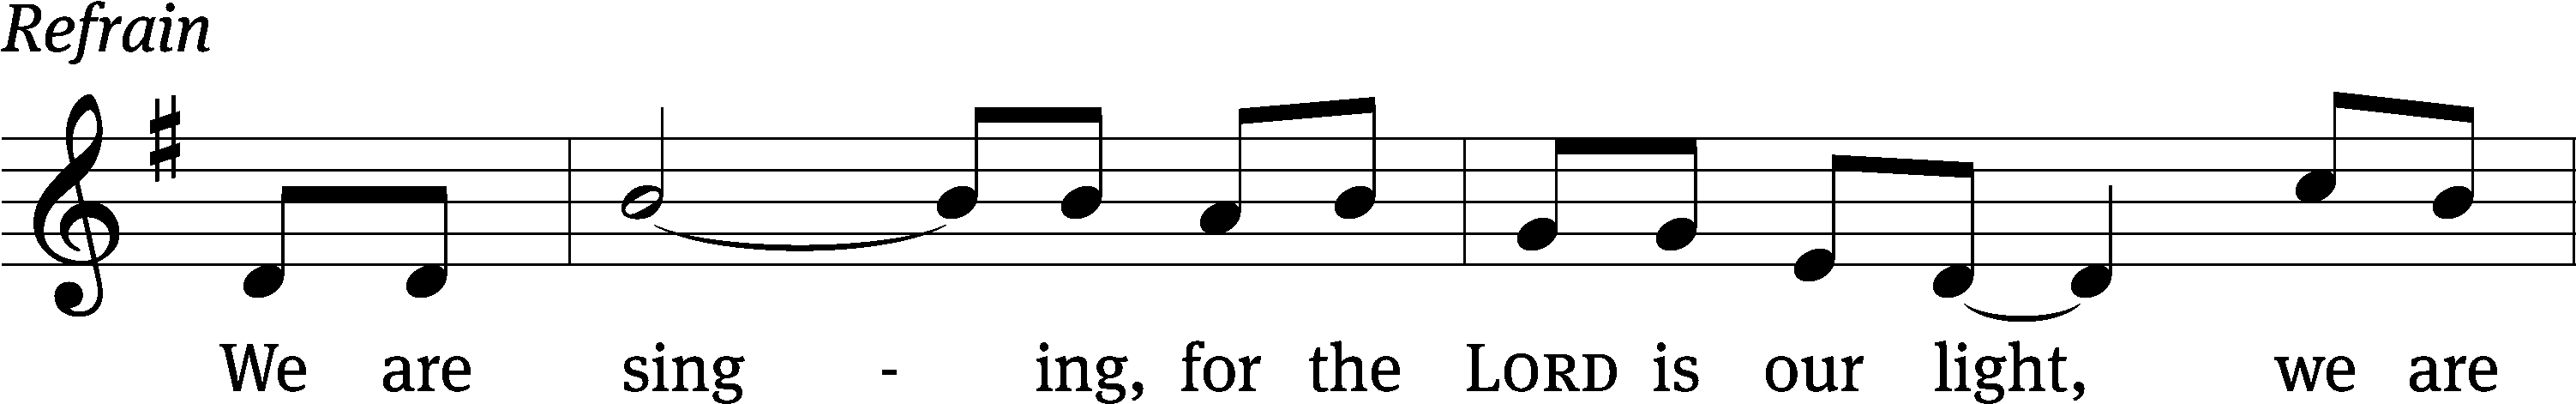 Refrain
We are sing - ing, for the LORD is our light, we are